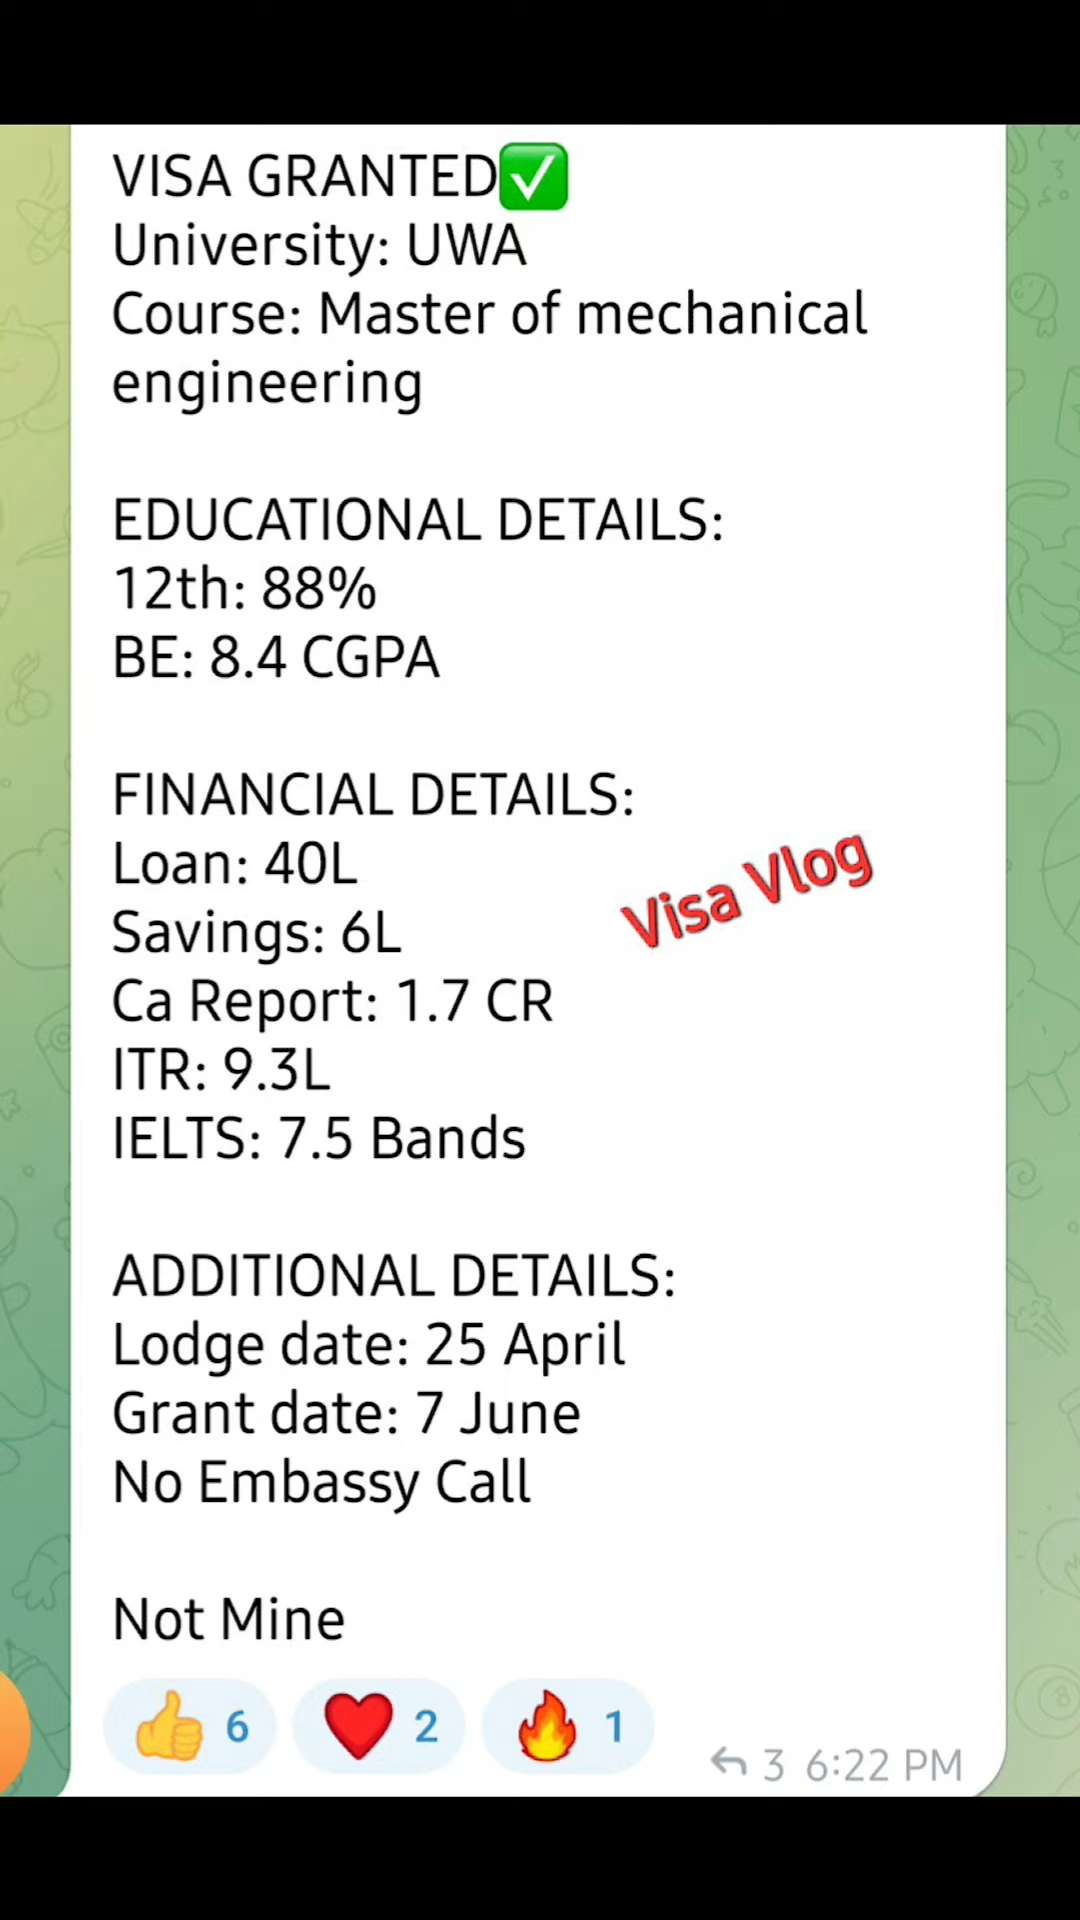 VISA GRANTED✅
University: UWA
Course: Master of mechanical
engineering
EDUCATIONAL DETAILS:
12th: 88%
BE: 8.4 CGPA
FINANCIAL DETAILS:
Loan: 40L
Savings: 6L
Visa Vlog
Ca Report: 1.7 CR
ITR: 9.3L
IELTS: 7.5 Bands
ADDITIONAL DETAILS:
Lodge date: 25 April
Grant date: 7 June
No Embassy Call
Not Mine
👍 6 ❤️ 2 🔥 1
3 6:22 PM